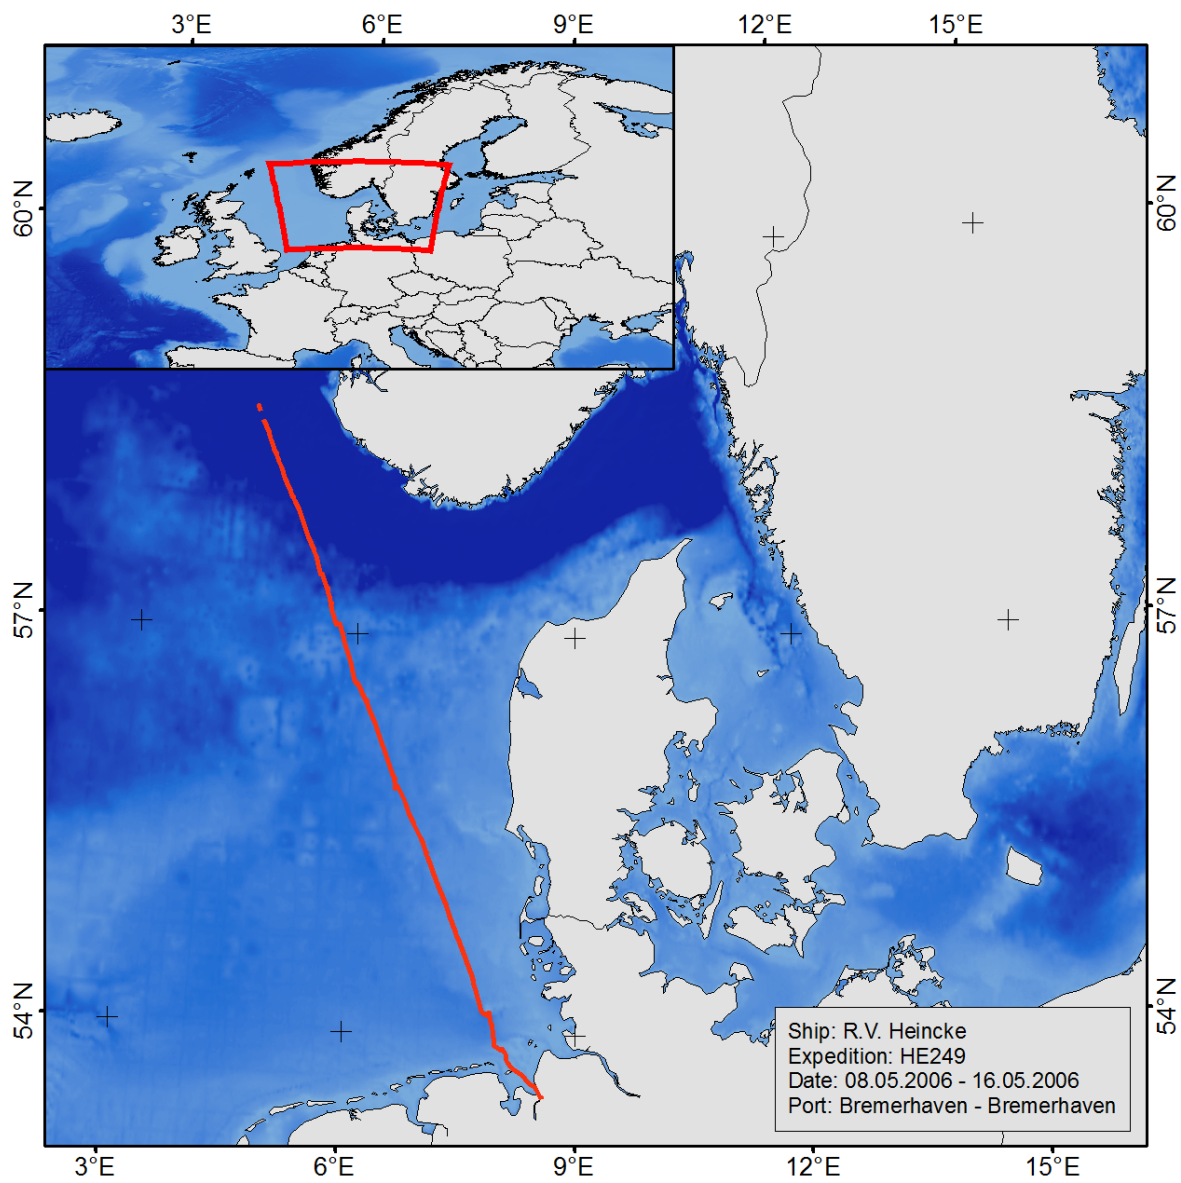 3°E 6°E 9°E 12°E 15°E
60°N 60°N
57°N 57°N
54°N 54°N
Ship: R.V. Heincke
Expedition: HE249
Date: 08.05.2006 - 16.05.2006
Port: Bremerhaven - Bremerhaven
3°E 6°E 9°E 12°E 15°E